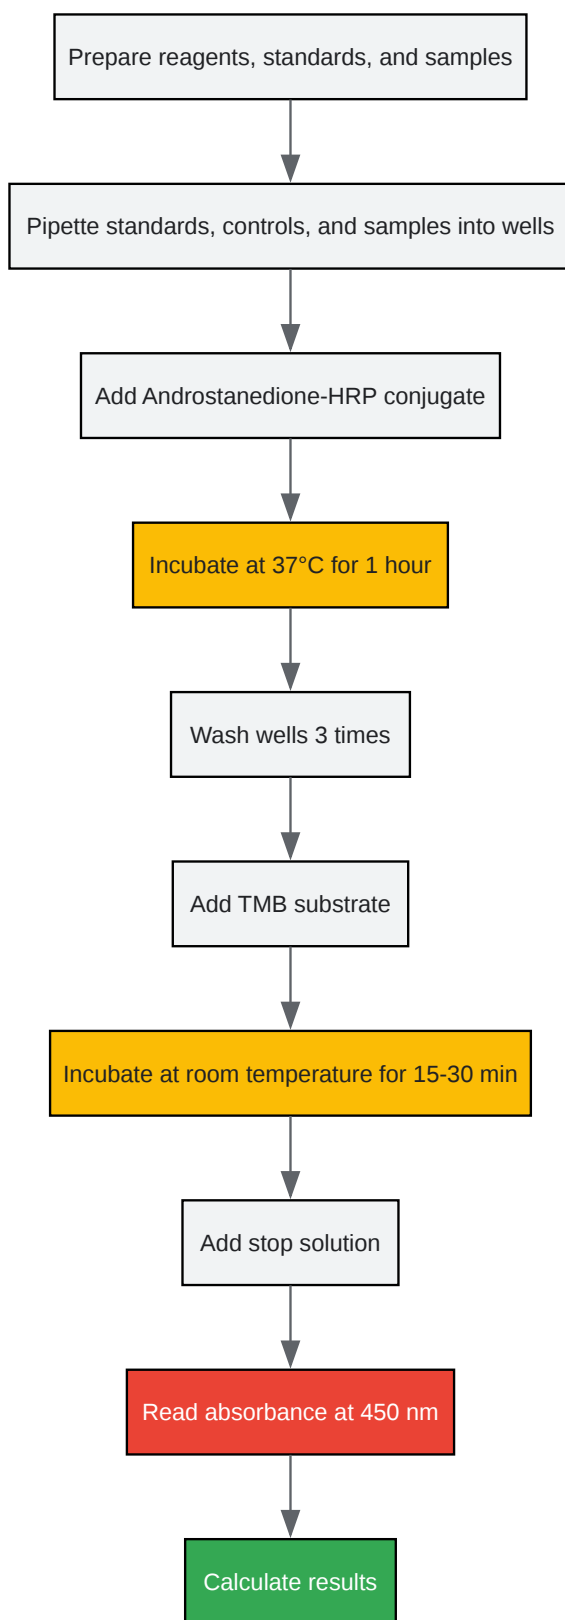 Prepare reagents, standards, and samples
Pipette standards, controls, and samples into wells
Add Androstanedione-HRP conjugate
Incubate at 37°C for 1 hour
Wash wells 3 times
Add TMB substrate
Incubate at room temperature for 15-30 min
Add stop solution
Read absorbance at 450 nm
Calculate results